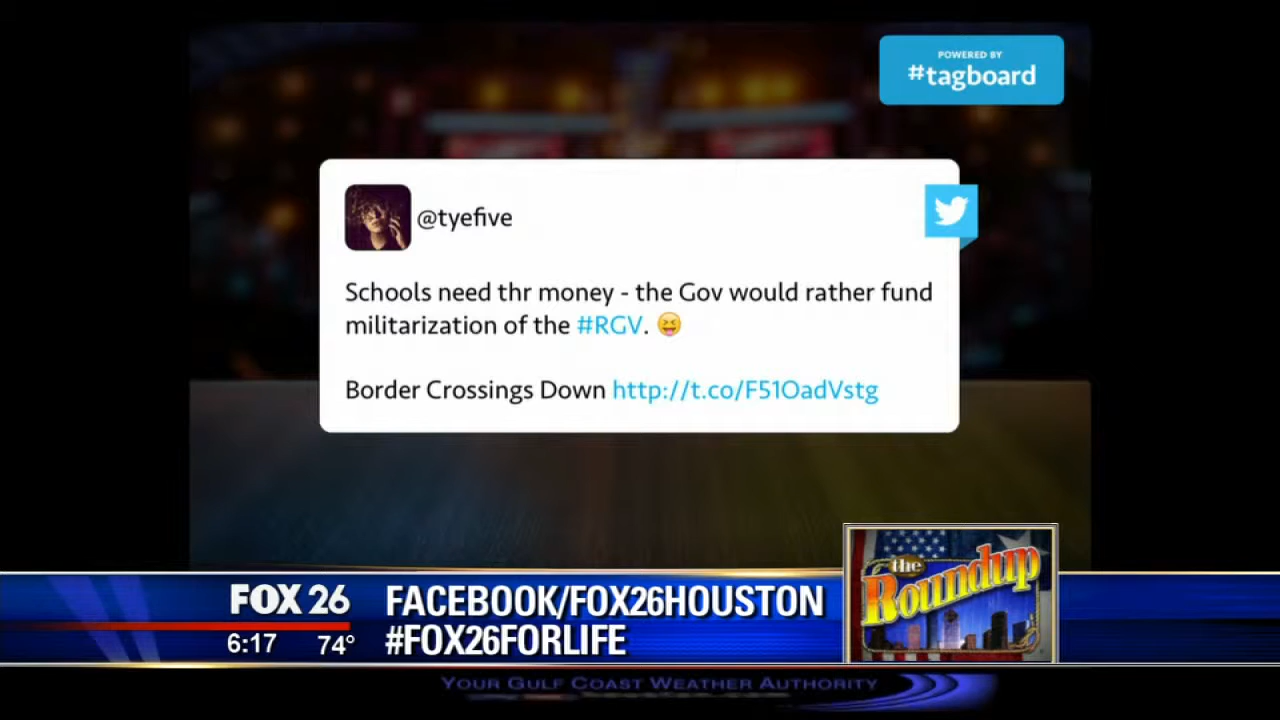 POWERED BY
#tagboard
@tyefive
Schools need thr money - the Gov would rather fund
militarization of the #RGV. 😝
Border Crossings Down http://t.co/F51OadVstg
FOX 26
6:17 74°
FACEBOOK/FOX26HOUSTON
#FOX26FORLIFE
the
Roundup
YOUR GULF COAST WEATHER AUTHORITY